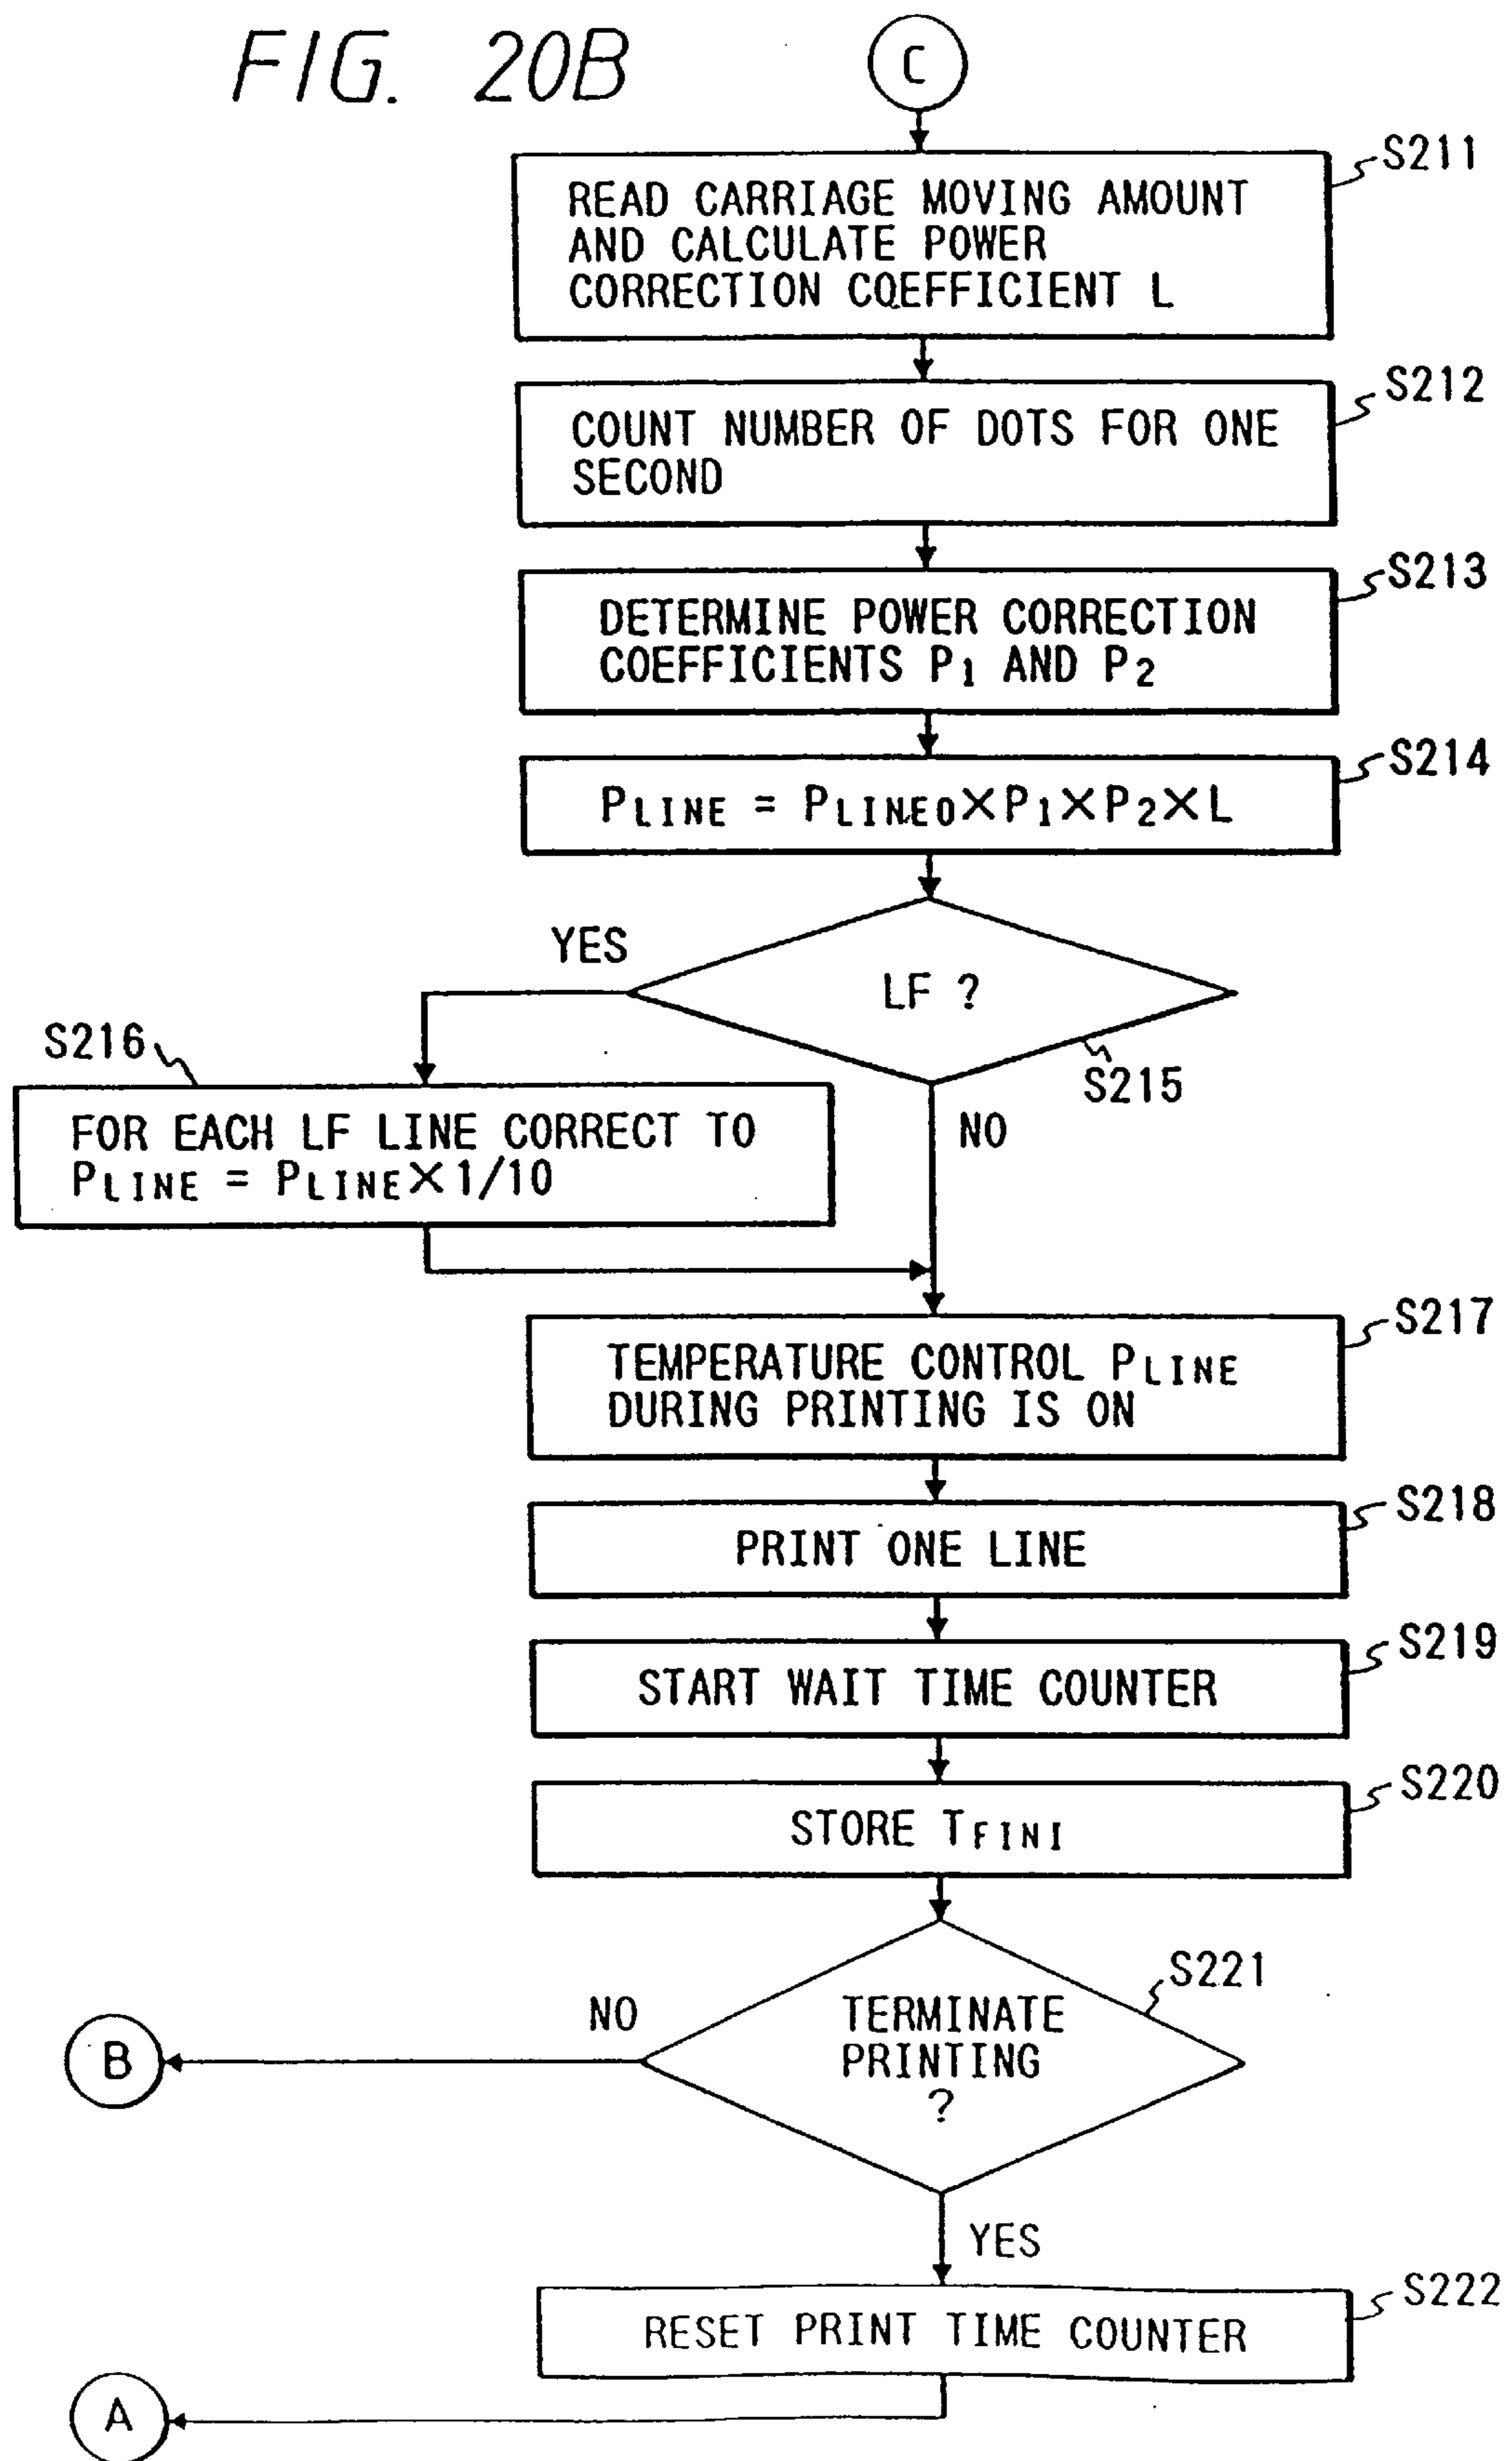 FIG. 20B
C
S211
READ CARRIAGE MOVING AMOUNT
AND CALCULATE POWER
CORRECTION COEFFICIENT L
S212
COUNT NUMBER OF DOTS FOR ONE
SECOND
S213
DETERMINE POWER CORRECTION
COEFFICIENTS P1 AND P2
S214
PLINE = PLINE0×P1×P2×L
YES
LF ?
S215
NO
S216
FOR EACH LF LINE CORRECT TO
PLINE = PLINE×1/10
S217
TEMPERATURE CONTROL PLINE
DURING PRINTING IS ON
S218
PRINT ONE LINE
S219
START WAIT TIME COUNTER
S220
STORE TFINI
S221
TERMINATE
PRINTING
?
NO
B
YES
S222
RESET PRINT TIME COUNTER
A